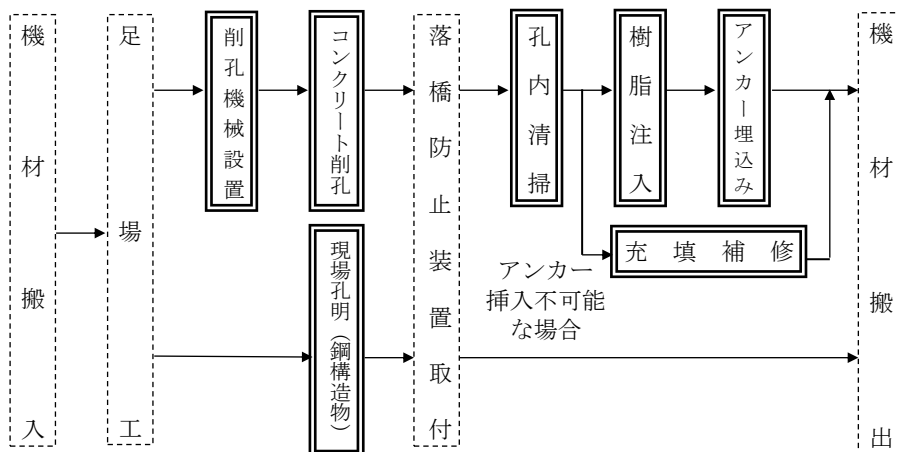 機材搬入
足場工
削孔機械設置
コンクリート削孔
現場孔明（鋼構造物）
落橋防止装置取付
孔内清掃
樹脂注入
アンカー埋込み
充填補修
アンカー
挿入不可能
な場合
機材搬出